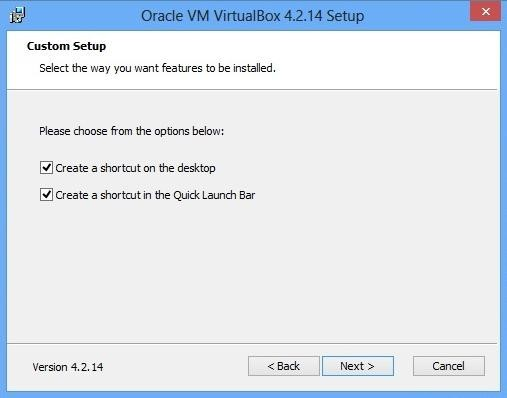 Oracle VM VirtualBox 4.2.14 Setup
Custom Setup
Select the way you want features to be installed.
Please choose from the options below:
Create a shortcut on the desktop
Create a shortcut in the Quick Launch Bar
Version 4.2.14
< Back
Next >
Cancel